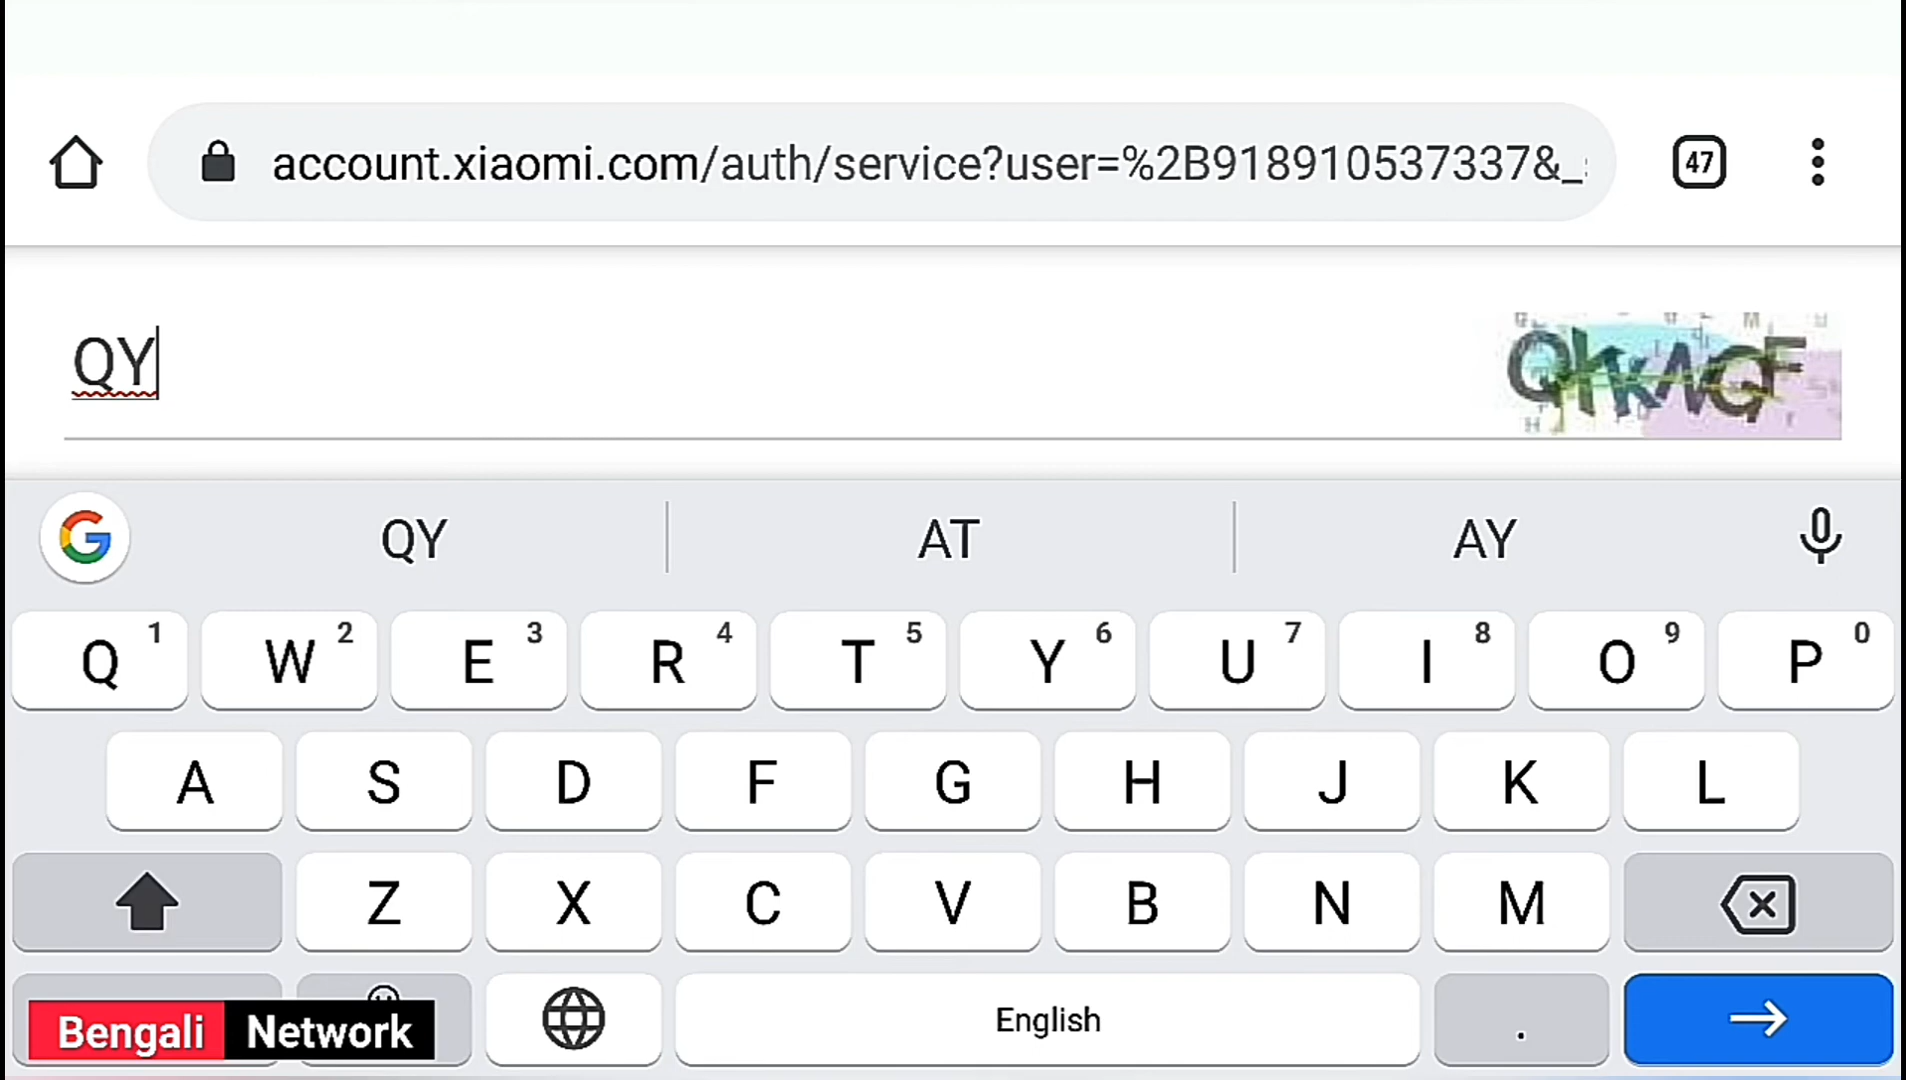 account.xiaomi.com/auth/service?user=%2B918910537337&_
47
QY
QY AT AY
Q 1 W 2 E 3 R 4 T 5 Y 6 U 7 I 8 O 9 P 0
A S D F G H J K L
Z X C V B N M
English .
Bengali Network